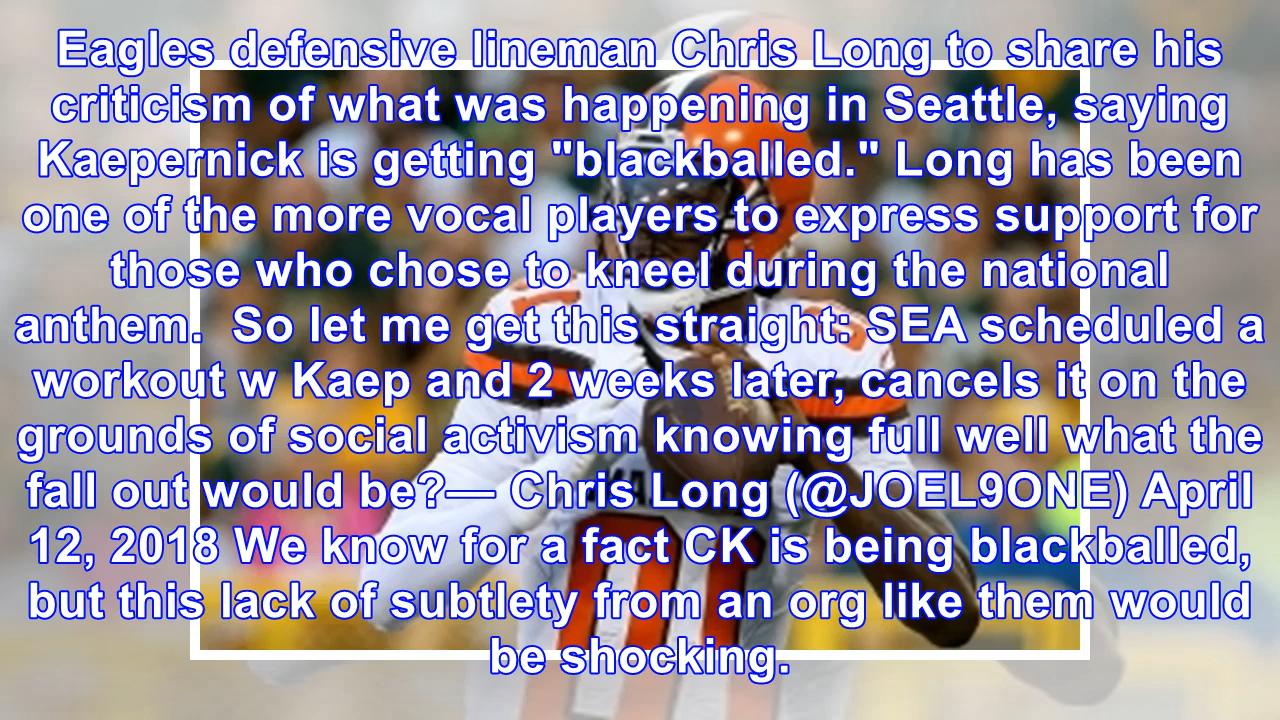 Eagles defensive lineman Chris Long to share his
criticism of what was happening in Seattle, saying
Kaepernick is getting "blackballed." Long has been
one of the more vocal players to express support for
those who chose to kneel during the national
anthem.  So let me get this straight: SEA scheduled a
workout w Kaep and 2 weeks later, cancels it on the
grounds of social activism knowing full well what the
fall out would be?— Chris Long (@JOEL9ONE) April
12, 2018 We know for a fact CK is being blackballed,
but this lack of subtlety from an org like them would
be shocking.